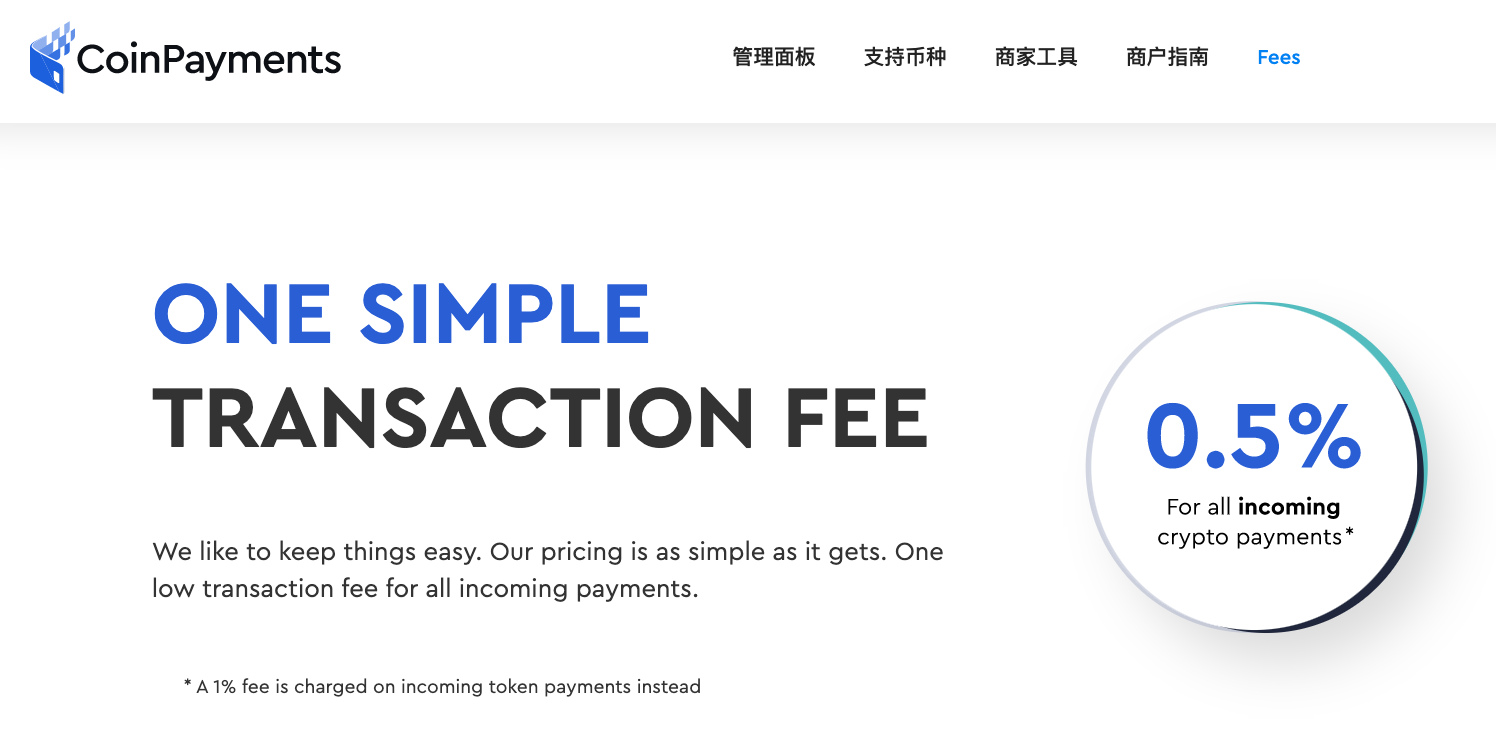 CoinPayments
管理面板
支持币种
商家工具
商户指南
Fees
ONE SIMPLE
TRANSACTION FEE
We like to keep things easy. Our pricing is as simple as it gets. One
low transaction fee for all incoming payments.
* A 1% fee is charged on incoming token payments instead
0.5%
For all incoming
crypto payments*